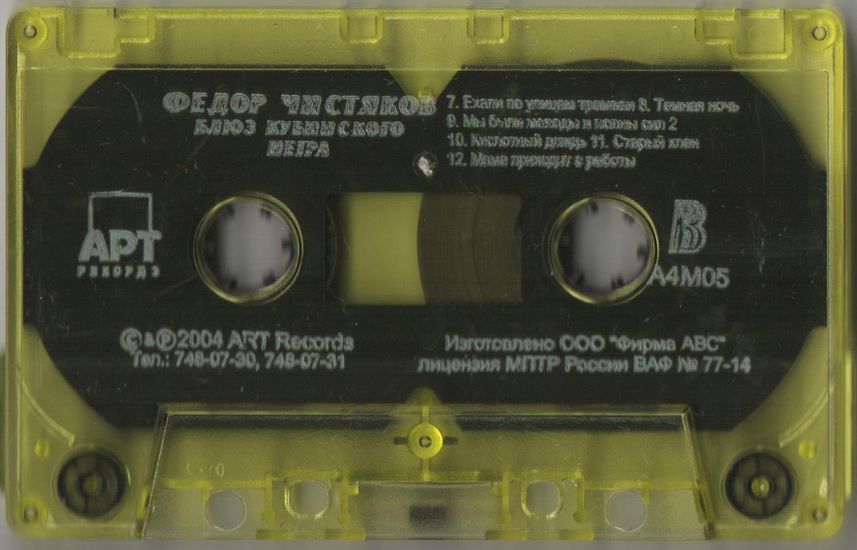 ФЕДОР ЧИСТЯКОВ
БЛЮЗ КУБИНСКОГО
НЕГРА
7. Ехали по улицам трамваи 8. Темная ночь
9. Мы были молоды и полны сил 2
10. Кислотный дождь 11. Старый клен
12. Мама приходит с работы
АРТ
РЕКОРДЗ
B
A4M05
©&℗2004 ART Records
Тел.: 748-07-30, 748-07-31
Изготовлено ООО "Фирма АВС"
лицензия МПТР России ВАФ № 77-14